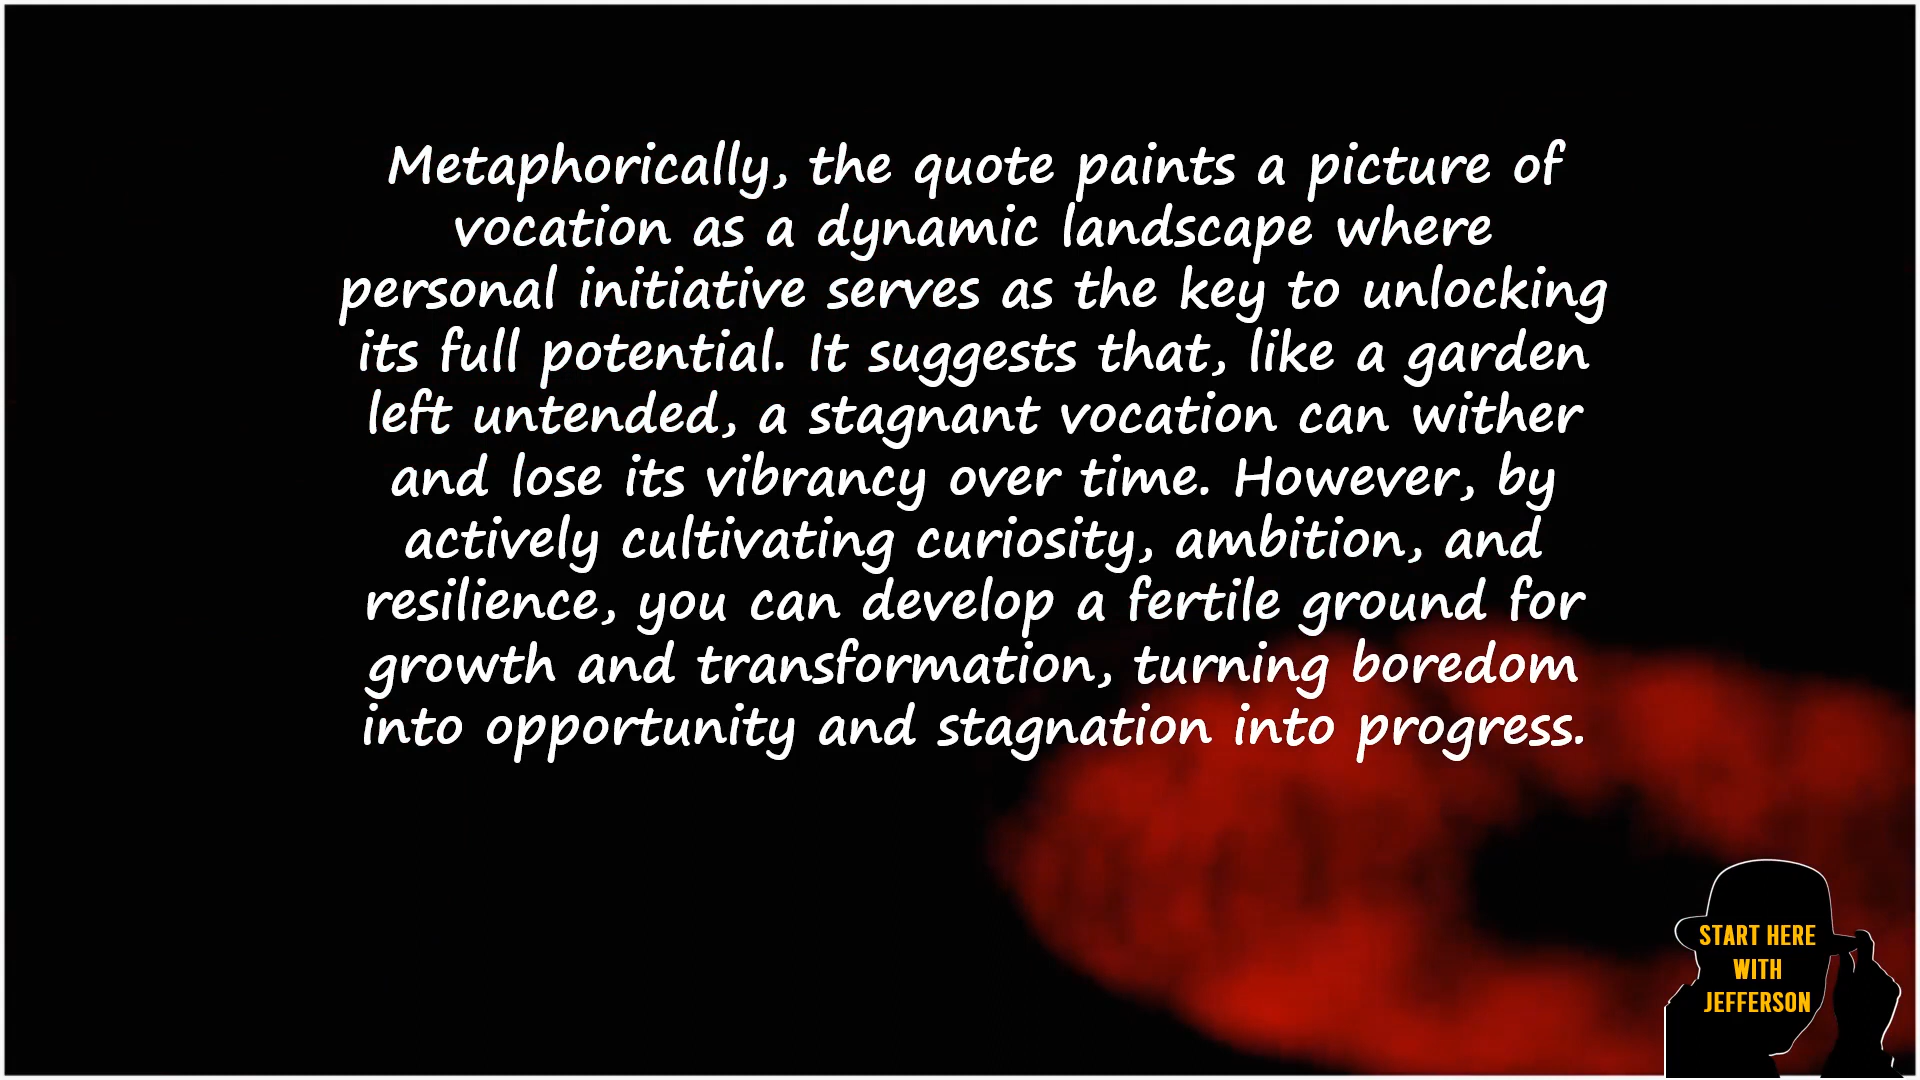 Metaphorically, the quote paints a picture of
vocation as a dynamic landscape where
personal initiative serves as the key to unlocking
its full potential. It suggests that, like a garden
left untended, a stagnant vocation can wither
and lose its vibrancy over time. However, by
actively cultivating curiosity, ambition, and
resilience, you can develop a fertile ground for
growth and transformation, turning boredom
into opportunity and stagnation into progress.
START HERE
WITH
JEFFERSON